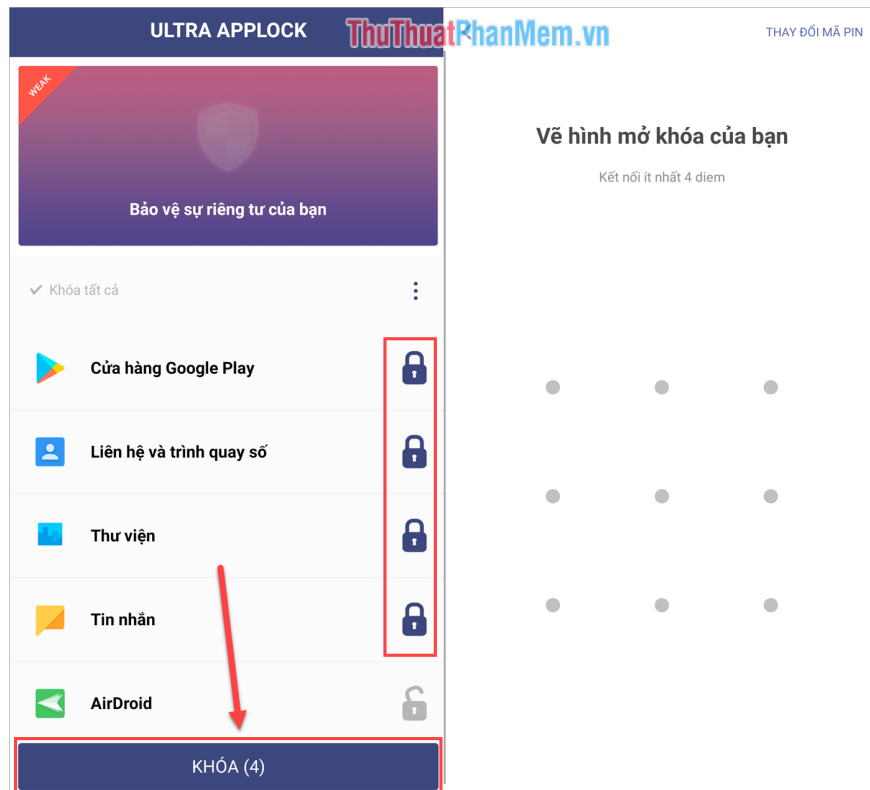 ULTRA APPLOCK
WEAK
Bảo vệ sự riêng tư của bạn
Khóa tất cả
Cửa hàng Google Play
Liên hệ và trình quay số
Thư viện
Tin nhắn
AirDroid
KHÓA (4)
ThuThuatPhanMem.vn
THAY ĐỔI MÃ PIN
Vẽ hình mở khóa của bạn
Kết nối ít nhất 4 diem